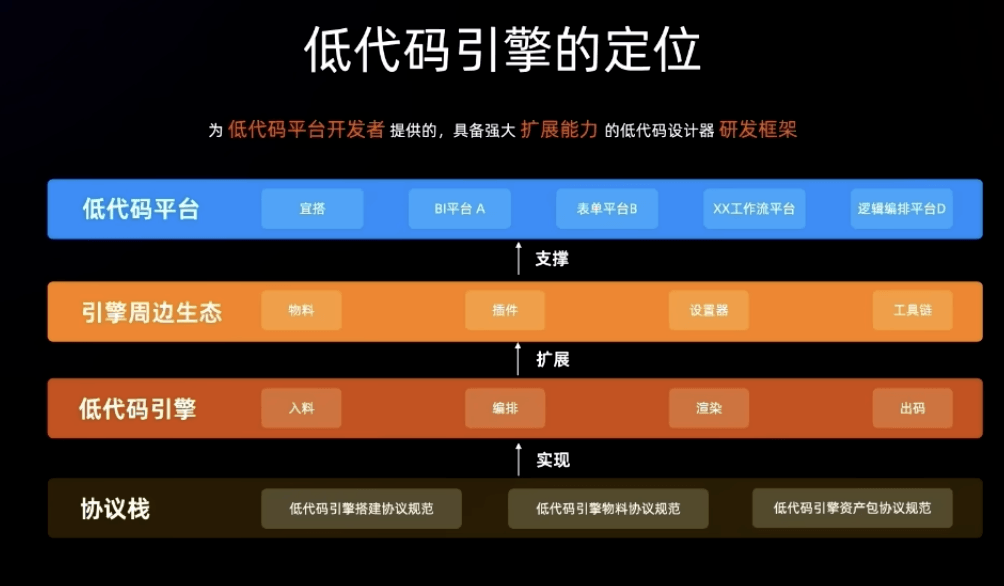 低代码引擎的定位
为 低代码平台开发者 提供的，具备强大 扩展能力 的低代码设计器 研发框架
低代码平台 宜搭 BI平台 A 表单平台B XX工作流平台 逻辑编排平台D
支撑
引擎周边生态 物料 插件 设置器 工具链
扩展
低代码引擎 入料 编排 渲染 出码
实现
协议栈 低代码引擎搭建协议规范 低代码引擎物料协议规范 低代码引擎资产包协议规范